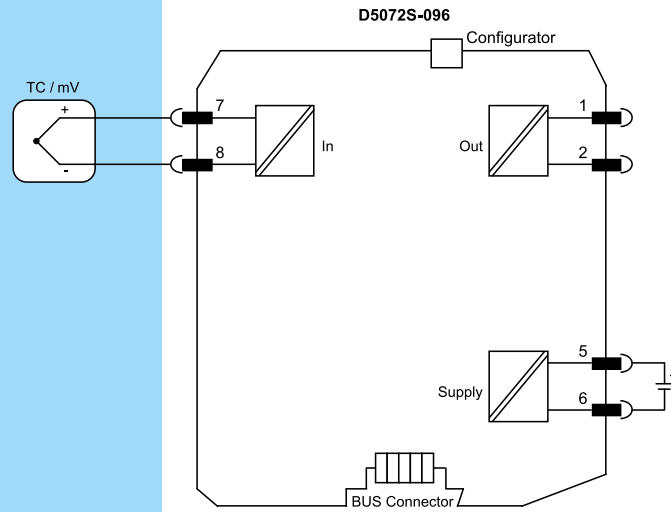 D5072S-096
Configurator
TC / mV
+
-
7
8
In
Out
1
2
Supply
5
6
BUS Connector